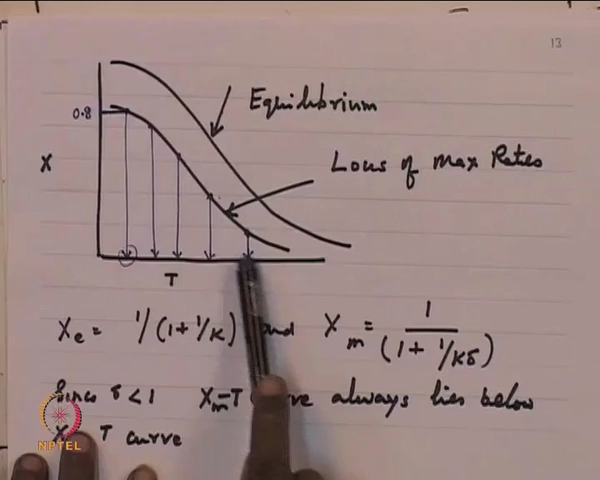 13
Equilibrium
0.8
Locus of Max Rates
X
T
Xe = 1/(1+1/K) and Xm = 1/(1+1/Kδ)
Since δ<1 Xm-T curve always lies below
T curve
NPTEL